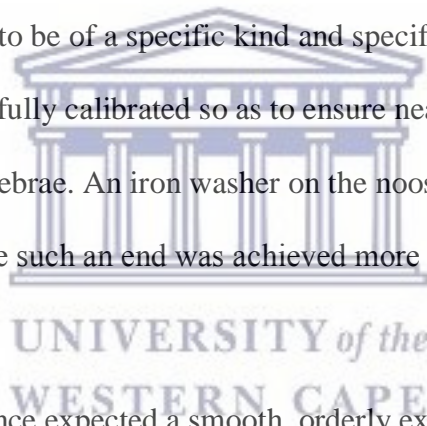 to be of a specific kind and specif
fully calibrated so as to ensure nea
ebrae. An iron washer on the noos
e such an end was achieved more
UNIVERSITY of the
WESTERN CAPE
nce expected a smooth, orderly ex